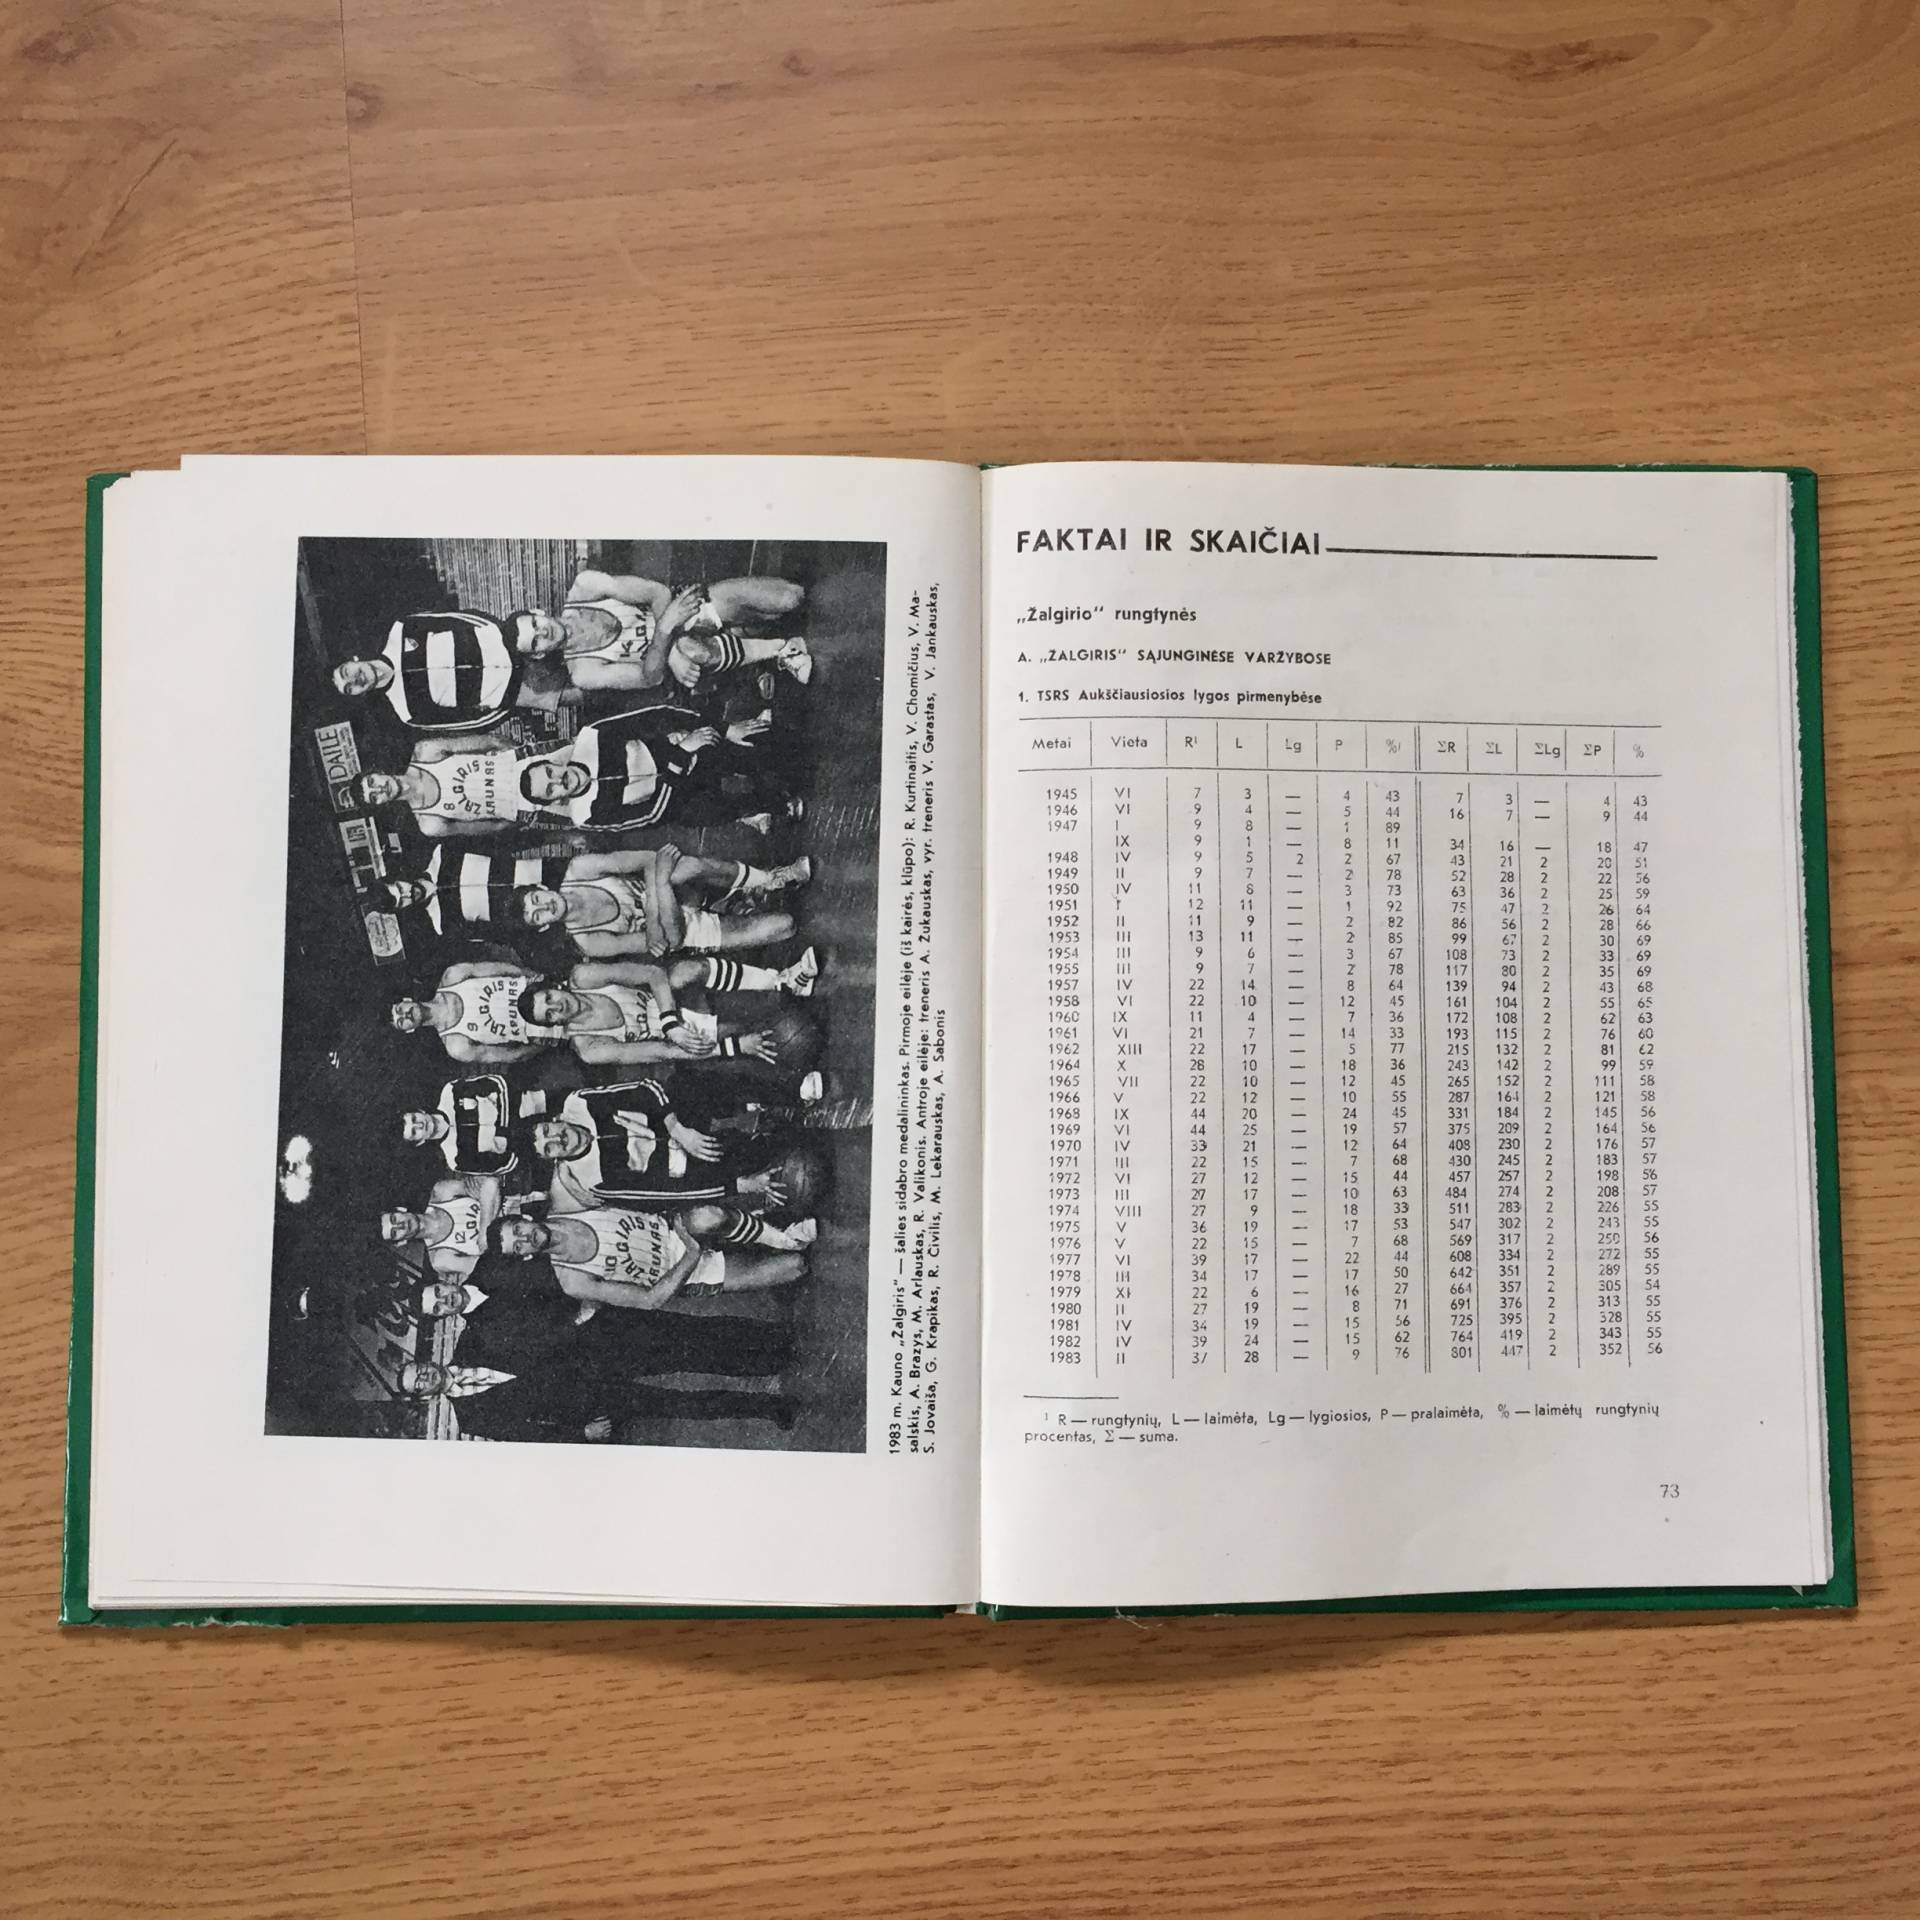 DAILĖ
8 ŽALGIRIS KAUNAS
9 ŽALGIRIS KAUNAS
12
10 ŽALGIRIS KAUNAS
1983 m. Kauno „Žalgiris“ — šalies sidabro medalininkas. Pirmoje eilėje (iš kairės, klūpo): R. Kurtinaitis, V. Chomičius, V. Ma-
salskis, A. Brazys, M. Arlauskas, R. Valikonis. Antroje eilėje: treneris A. Žukauskas, vyr. treneris V. Garastas, V. Jankauskas,
S. Jovaiša, G. Krapikas, R. Civilis, M. Lekarauskas, A. Sabonis
FAKTAI IR SKAIČIAI
„Žalgirio“ rungtynės
A. „ŽALGIRIS“ SĄJUNGINĖSE VARŽYBOSE
1. TSRS Aukščiausiosios lygos pirmenybėse
Metai Vieta R¹ L Lg P %¹ ΣR ΣL ΣLg ΣP %
1945 VI 7 3 — 4 43 7 3 — 4 43
1946 VI 9 4 — 5 44 16 7 — 9 44
1947 I 9 8 — 1 89
IX 9 1 — 8 11 34 16 — 18 47
1948 IV 9 5 2 2 67 43 21 2 20 51
1949 II 9 7 — 2 78 52 28 2 22 56
1950 IV 11 8 — 3 73 63 36 2 25 59
1951 I 12 11 — 1 92 75 47 2 26 64
1952 II 11 9 — 2 82 86 56 2 28 66
1953 III 13 11 — 2 85 99 67 2 30 69
1954 III 9 6 — 3 67 108 73 2 33 69
1955 III 9 7 — 2 78 117 80 2 35 69
1957 IV 22 14 — 8 64 139 94 2 43 68
1958 VI 22 10 — 12 45 161 104 2 55 65
1960 IX 11 4 — 7 36 172 108 2 62 63
1961 VI 21 7 — 14 33 193 115 2 76 60
1962 XIII 22 17 — 5 77 215 132 2 81 62
1964 X 28 10 — 18 36 243 142 2 99 59
1965 VII 22 10 — 12 45 265 152 2 111 58
1966 V 22 12 — 10 55 287 164 2 121 58
1968 IX 44 20 — 24 45 331 184 2 145 56
1969 VI 44 25 — 19 57 375 209 2 164 56
1970 IV 33 21 — 12 64 408 230 2 176 57
1971 III 22 15 — 7 68 430 245 2 183 57
1972 VI 27 12 — 15 44 457 257 2 198 56
1973 III 27 17 — 10 63 484 274 2 208 57
1974 VIII 27 9 — 18 33 511 283 2 226 55
1975 V 36 19 — 17 53 547 302 2 243 55
1976 V 22 15 — 7 68 569 317 2 250 56
1977 VI 39 17 — 22 44 608 334 2 272 55
1978 III 34 17 — 17 50 642 351 2 289 55
1979 XI 22 6 — 16 27 664 357 2 305 54
1980 II 27 19 — 8 71 691 376 2 313 55
1981 IV 34 19 — 15 56 725 395 2 328 55
1982 IV 39 24 — 15 62 764 419 2 343 55
1983 II 37 28 — 9 76 801 447 2 352 56
¹ R — rungtynių, L — laimėta, Lg — lygiosios, P — pralaimėta, % — laimėtų rungtynių
procentas, Σ — suma.
73